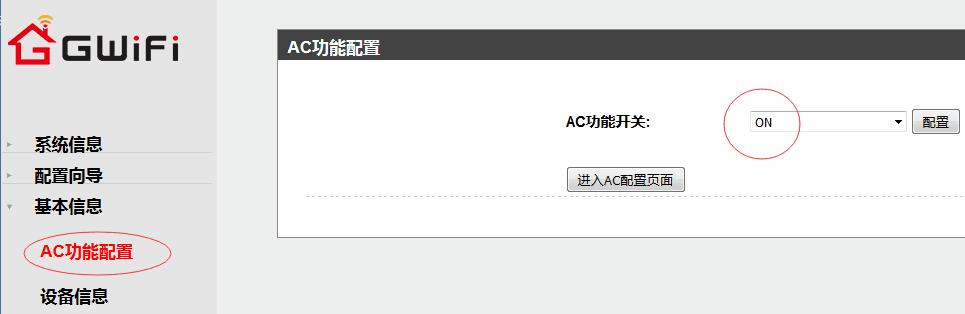 GWiFi
系统信息
配置向导
基本信息
AC功能配置
设备信息
AC功能配置
AC功能开关:
ON
配置
进入AC配置页面